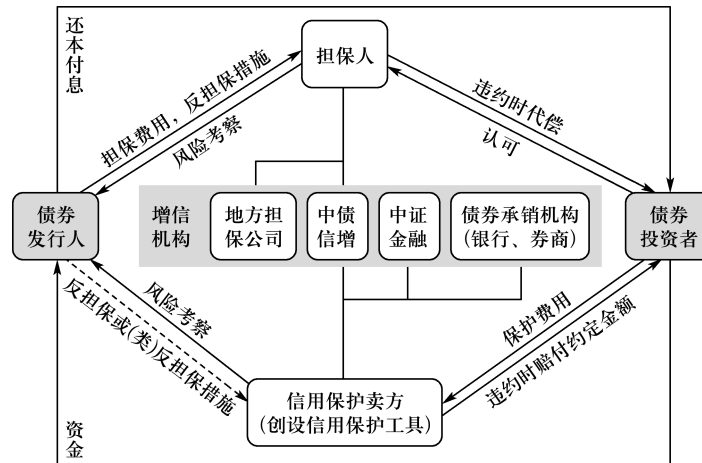 还本付息
担保人
担保费用，反担保措施
风险考察
违约时代偿
认可
债券
发行人
增信
机构
地方担
保公司
中债
信增
中证
金融
债券承销机构
（银行、券商）
债券
投资者
风险考察
反担保或(类)反担保措施
保护费用
违约时赔付约定金额
信用保护卖方
（创设信用保护工具）
资金